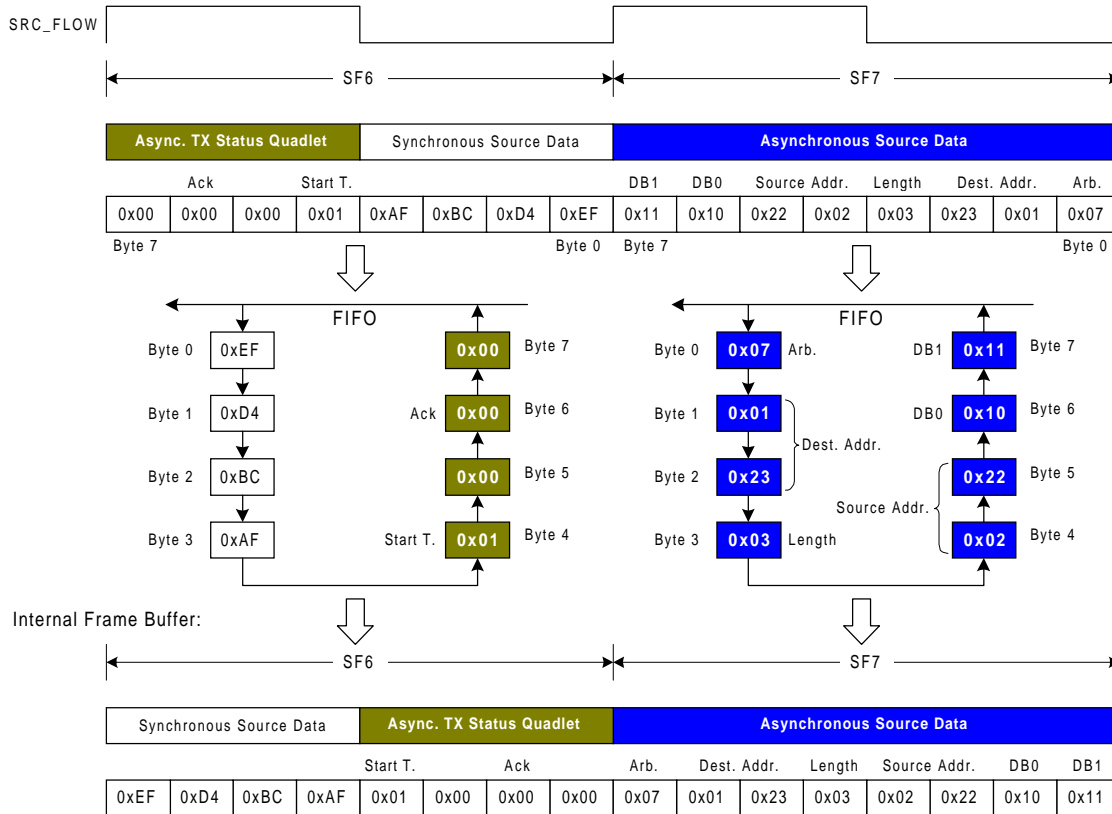 SRC_FLOW
SF6 SF7
Async. TX Status Quadlet Synchronous Source Data Asynchronous Source Data
Ack Start T. DB1 DB0 Source Addr. Length Dest. Addr. Arb.
0x00 0x00 0x00 0x01 0xAF 0xBC 0xD4 0xEF 0x11 0x10 0x22 0x02 0x03 0x23 0x01 0x07
Byte 7 Byte 0 Byte 7 Byte 0
FIFO FIFO
Byte 0 0xEF 0x00 Byte 7 Byte 0 0x07 Arb. DB1 0x11 Byte 7
Byte 1 0xD4 Ack 0x00 Byte 6 Byte 1 0x01 DB0 0x10 Byte 6
Dest. Addr.
Byte 2 0xBC 0x00 Byte 5 Byte 2 0x23 0x22 Byte 5
Source Addr.
Byte 3 0xAF Start T. 0x01 Byte 4 Byte 3 0x03 Length 0x02 Byte 4
Internal Frame Buffer:
SF6 SF7
Synchronous Source Data Async. TX Status Quadlet Asynchronous Source Data
Start T. Ack Arb. Dest. Addr. Length Source Addr. DB0 DB1
0xEF 0xD4 0xBC 0xAF 0x01 0x00 0x00 0x00 0x07 0x01 0x23 0x03 0x02 0x22 0x10 0x11